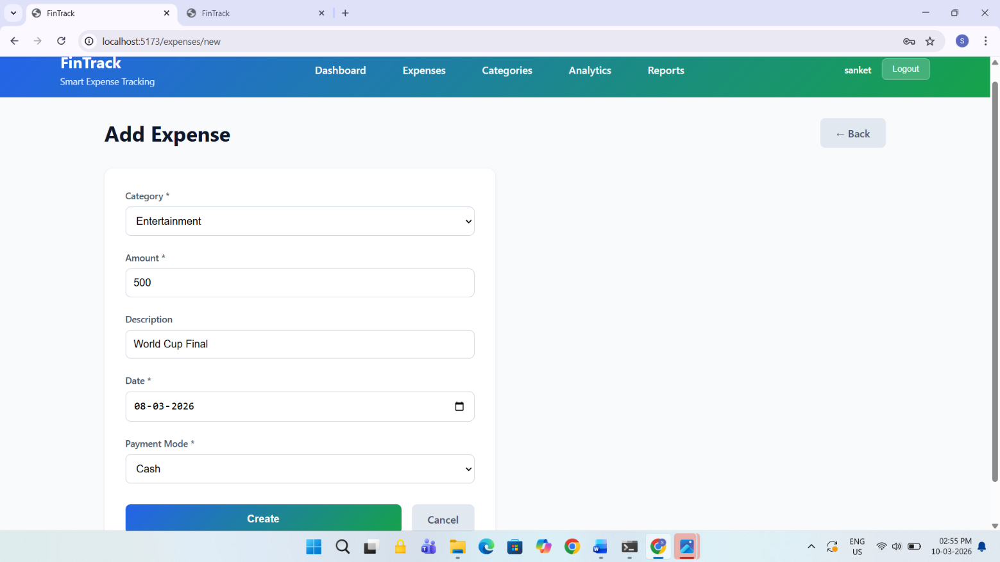 FinTrack
FinTrack
localhost:5173/expenses/new
S
FinTrack
Smart Expense Tracking
Dashboard
Expenses
Categories
Analytics
Reports
sanket
Logout
Add Expense
← Back
Category *
Entertainment
Amount *
500
Description
World Cup Final
Date *
08-03-2026
Payment Mode *
Cash
Create
Cancel
ENG
US
02:55 PM
10-03-2026